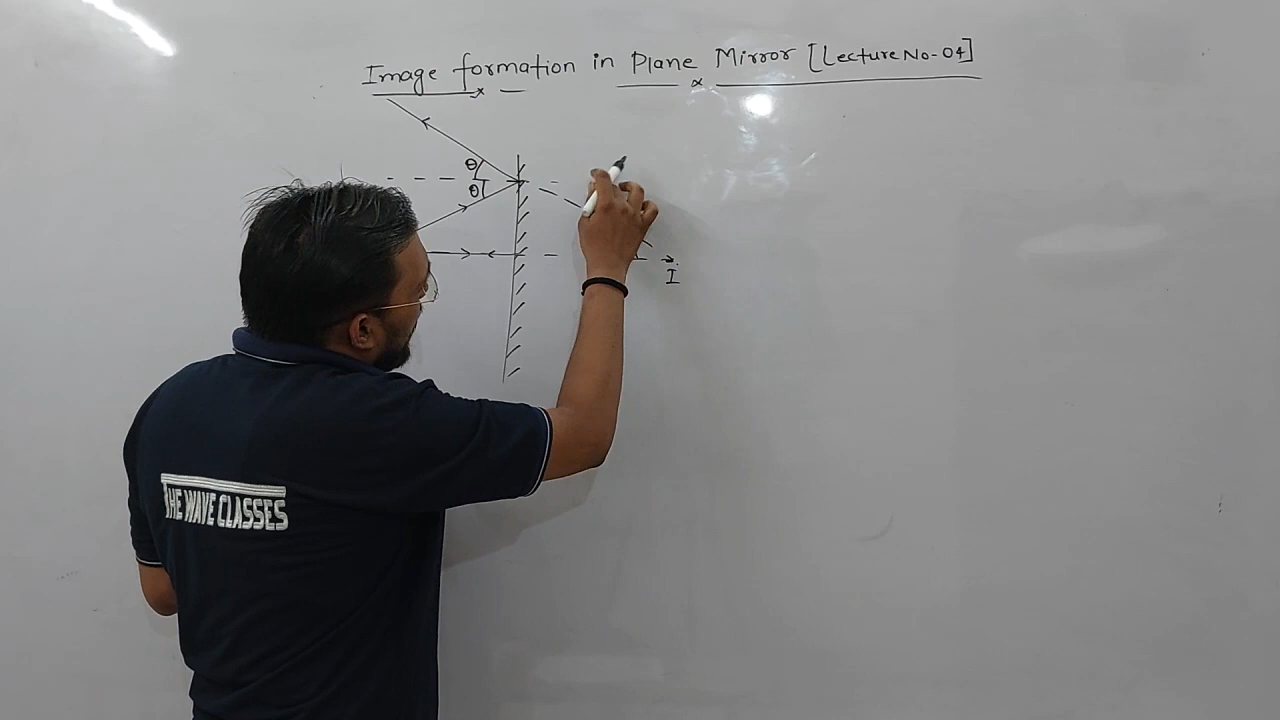 Image formation in Plane Mirror [Lecture No-04]
θ
θ
I
THE WAVE CLASSES